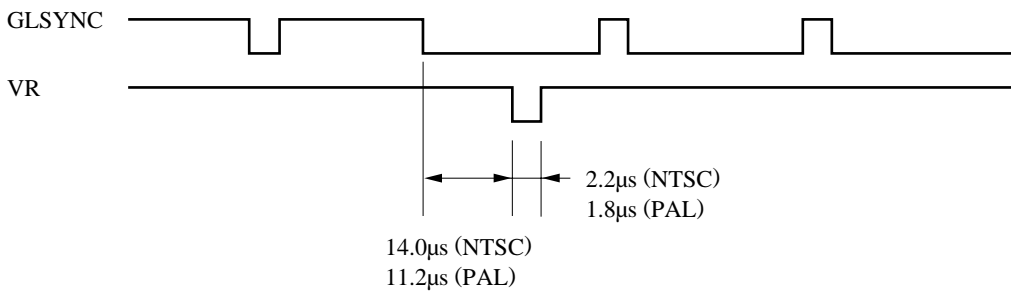 GLSYNC
VR
2.2µs (NTSC)
1.8µs (PAL)
14.0µs (NTSC)
11.2µs (PAL)